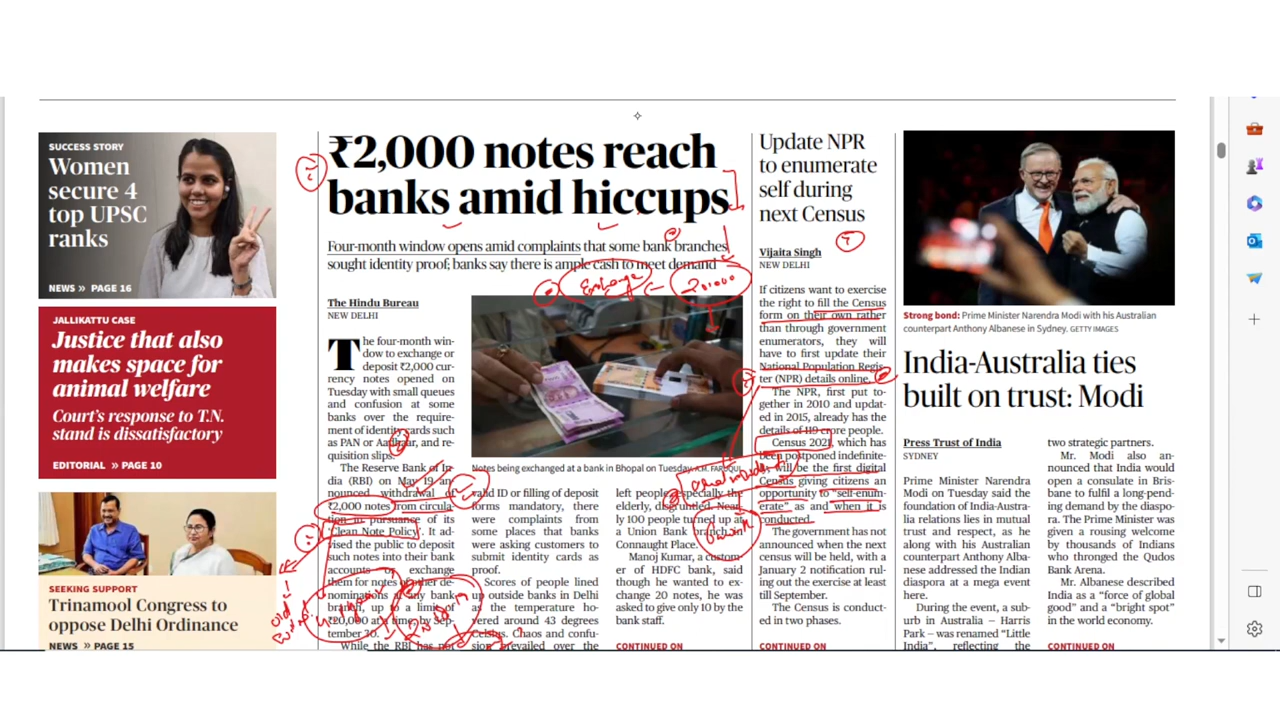 SUCCESS STORY
Women
secure 4
top UPSC
ranks
NEWS » PAGE 16
JALLIKATTU CASE
Justice that also
makes space for
animal welfare
Court's response to T.N.
stand is dissatisfactory
EDITORIAL » PAGE 10
SEEKING SUPPORT
Trinamool Congress to
oppose Delhi Ordinance
NEWS » PAGE 15
₹2,000 notes reach
banks amid hiccups
Four-month window opens amid complaints that some bank branches
sought identity proof; banks say there is ample cash to meet demand
Exchange
20,000
The Hindu Bureau
NEW DELHI
The four-month win-
dow to exchange or
deposit ₹2,000 cur-
rency notes opened on
Tuesday with small queues
and confusion at some
banks over the require-
ment of identity cards such
as PAN or Aadhaar, and re-
quisition slips.
The Reserve Bank of In-
dia (RBI) on May 19 an-
nounced withdrawal of
₹2,000 notes from circula-
tion in pursuance of its
'Clean Note Policy'. It ad-
vised the public to deposit
such notes into their bank
accounts or exchange
them for notes of other de-
nominations at any bank
branch, up to a limit of
₹20,000 at a time, by Sep-
tember 30.
While the RBI has not
Notes being exchanged at a bank in Bhopal on Tuesday. A.M. FARUQUI
valid ID or filling of deposit
forms mandatory, there
were complaints from
some places that banks
were asking customers to
submit identity cards as
proof.
Scores of people lined
up outside banks in Delhi
as the temperature ho-
vered around 43 degrees
Celsius. Chaos and confu-
sion prevailed over the
left people, especially the
elderly, disgruntled. Near-
ly 100 people turned up at
a Union Bank branch in
Connaught Place.
Manoj Kumar, a custom-
er of HDFC bank, said
though he wanted to ex-
change 20 notes, he was
asked to give only 10 by the
bank staff.
CONTINUED ON
Update NPR
to enumerate
self during
next Census
Vijaita Singh
NEW DELHI
If citizens want to exercise
the right to fill the Census
form on their own rather
than through government
enumerators, they will
have to first update their
National Population Regis-
ter (NPR) details online.
The NPR, first put to-
gether in 2010 and updat-
ed in 2015, already has the
details of 119 crore people.
Census 2021, which has
been postponed indefinite-
ly, will be the first digital
Census giving citizens an
opportunity to "self-enum-
erate" as and when it is
conducted.
The government has not
announced when the next
census will be held, with a
January 2 notification rul-
ing out the exercise at least
till September.
The Census is conduct-
ed in two phases.
CONTINUED ON
Strong bond: Prime Minister Narendra Modi with his Australian
counterpart Anthony Albanese in Sydney. GETTY IMAGES
India-Australia ties
built on trust: Modi
Press Trust of India
SYDNEY
Prime Minister Narendra
Modi on Tuesday said the
foundation of India-Austra-
lia relations lies in mutual
trust and respect, as he
along with his Australian
counterpart Anthony Alba-
nese addressed the Indian
diaspora at a mega event
here.
During the event, a sub-
urb in Australia – Harris
Park – was renamed "Little
India", reflecting the
two strategic partners.
Mr. Modi also an-
nounced that India would
open a consulate in Bris-
bane to fulfil a long-pend-
ing demand by the diaspo-
ra. The Prime Minister was
given a rousing welcome
by thousands of Indians
who thronged the Qudos
Bank Arena.
Mr. Albanese described
India as a "force of global
good" and a "bright spot"
in the world economy.
CONTINUED ON